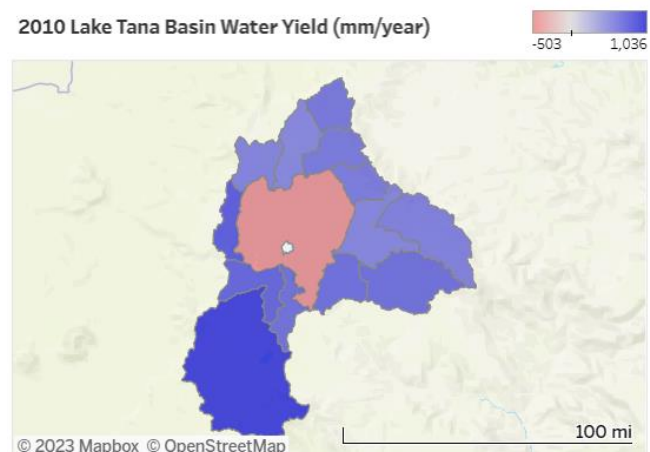 2010 Lake Tana Basin Water Yield (mm/year)
-503 1,036
100 mi
© 2023 Mapbox © OpenStreetMap